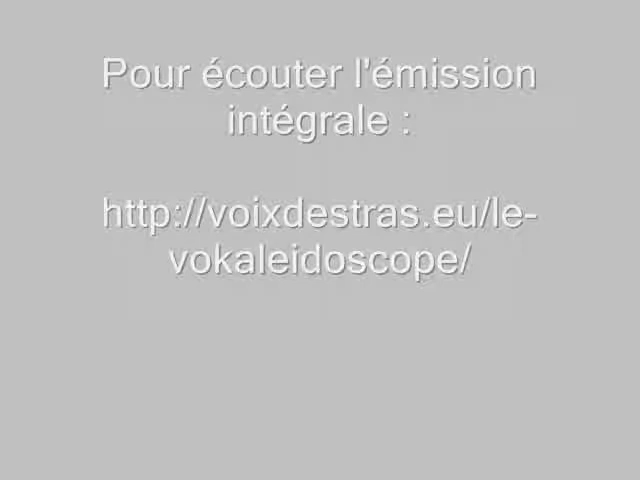 Pour écouter l'émission
intégrale :
http://voixdestras.eu/le-
vokaleidoscope/